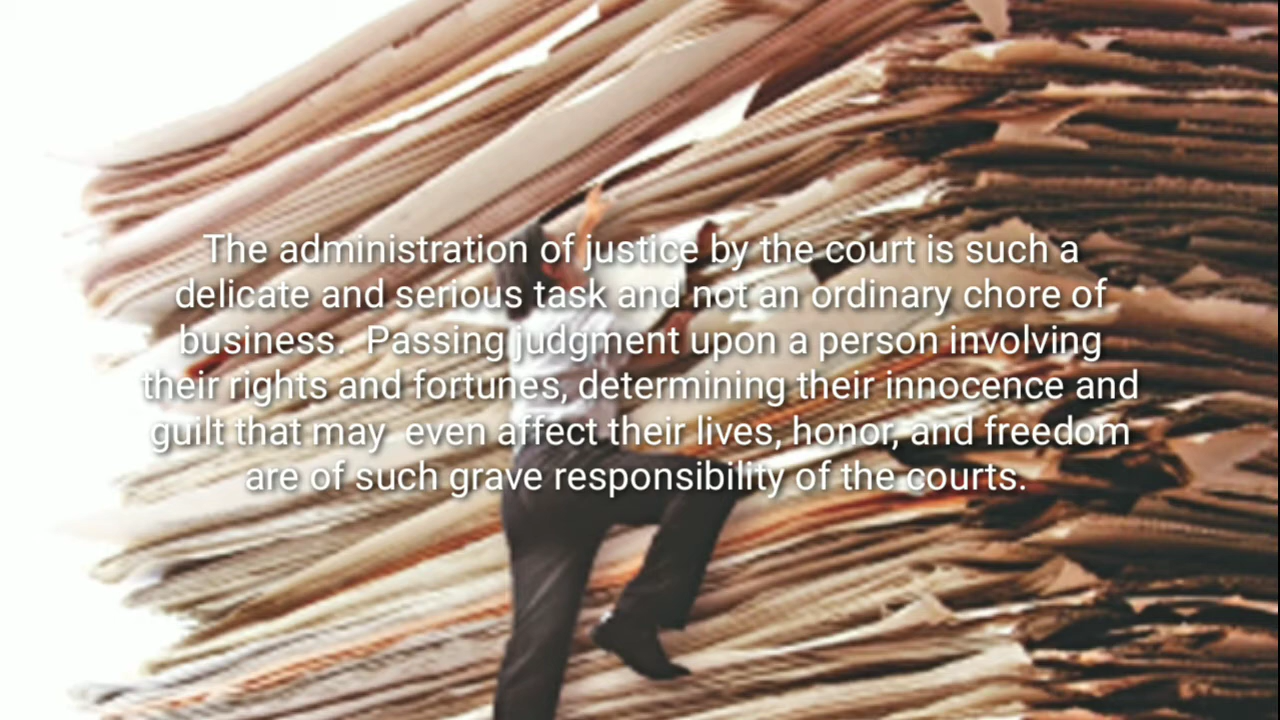 The administration of justice by the court is such a
delicate and serious task and not an ordinary chore of
business.  Passing judgment upon a person involving
their rights and fortunes, determining their innocence and
guilt that may  even affect their lives, honor, and freedom
are of such grave responsibility of the courts.